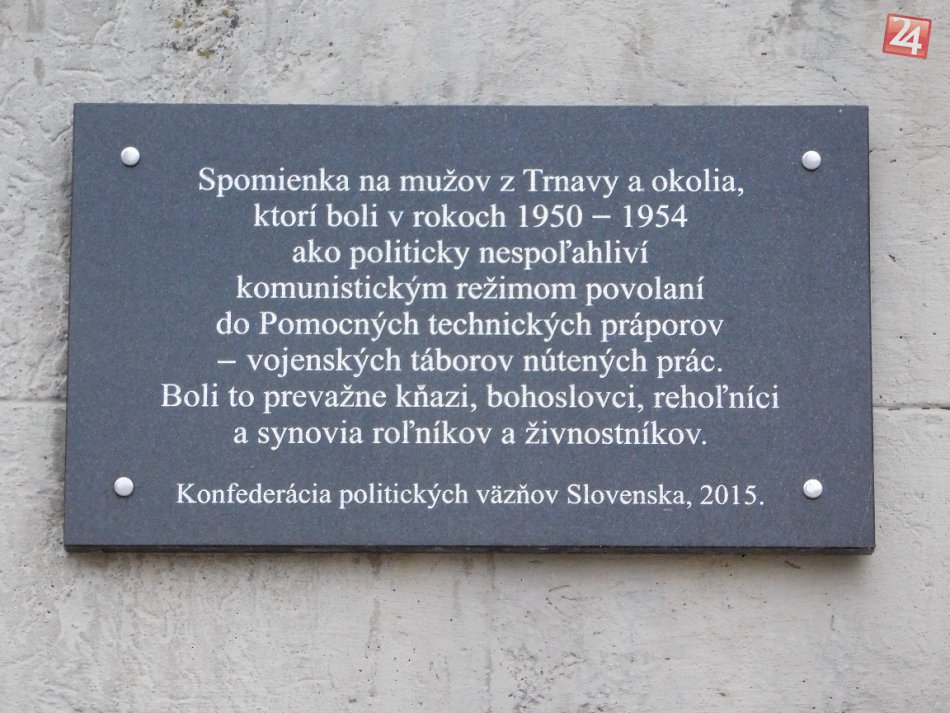 24
Spomienka na mužov z Trnavy a okolia,
ktorí boli v rokoch 1950 – 1954
ako politicky nespoľahliví
komunistickým režimom povolaní
do Pomocných technických práporov
– vojenských táborov nútených prác.
Boli to prevažne kňazi, bohoslovci, rehoľníci
a synovia roľníkov a živnostníkov.
Konfederácia politických väzňov Slovenska, 2015.